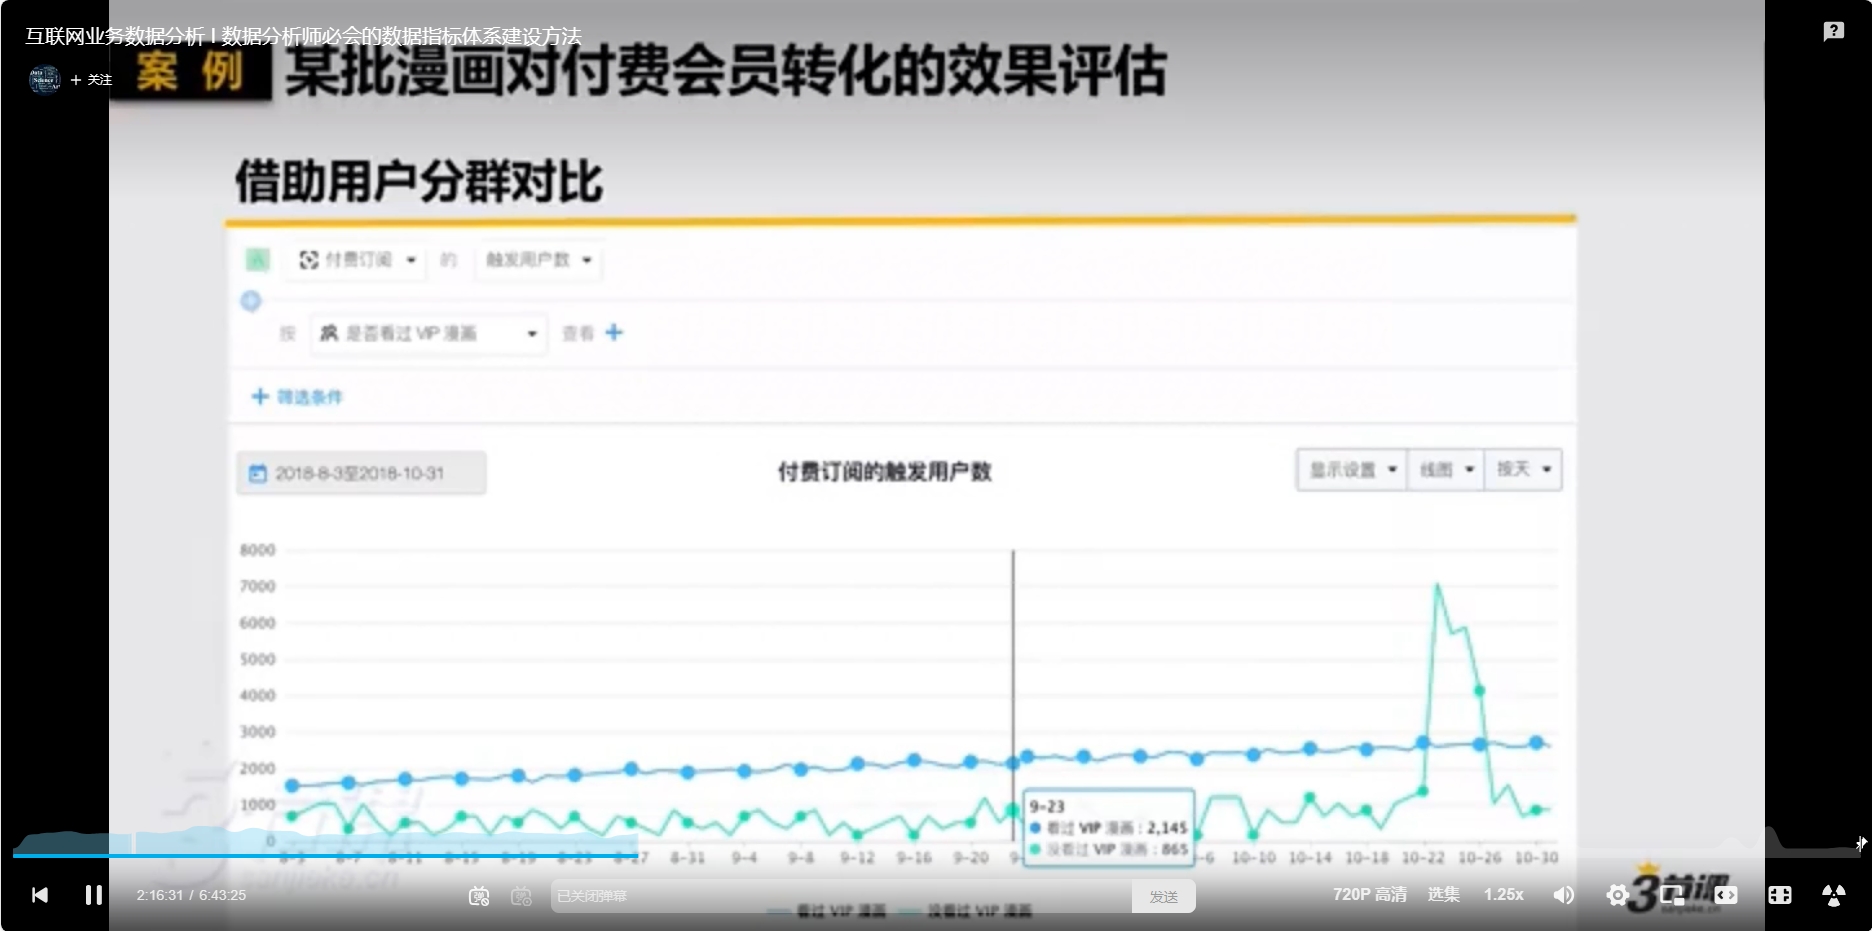 互联网业务数据分析 | 数据分析师必会的数据指标体系建设方法
+ 关注
案 例 某批漫画对付费会员转化的效果评估
借助用户分群对比
A 付费订阅 的 触发用户数
按 是否看过 VIP 漫画 查看 +
+ 筛选条件
2018-8-3至2018-10-31
付费订阅的触发用户数
显示设置 线图 按天
8000
7000
6000
5000
4000
3000
2000
1000
0
9-23
看过 VIP 漫画：2,145
没看过 VIP 漫画：865
8-3 8-7 8-11 8-15 8-19 8-23 8-27 8-31 9-4 9-8 9-12 9-16 9-20 10-10 10-14 10-18 10-22 10-26 10-30
sanjieke.cn
2:16:31 / 6:43:25
已关闭弹幕
发送
720P 高清
选集
1.25x
看过 VIP 漫画 没看过 VIP 漫画